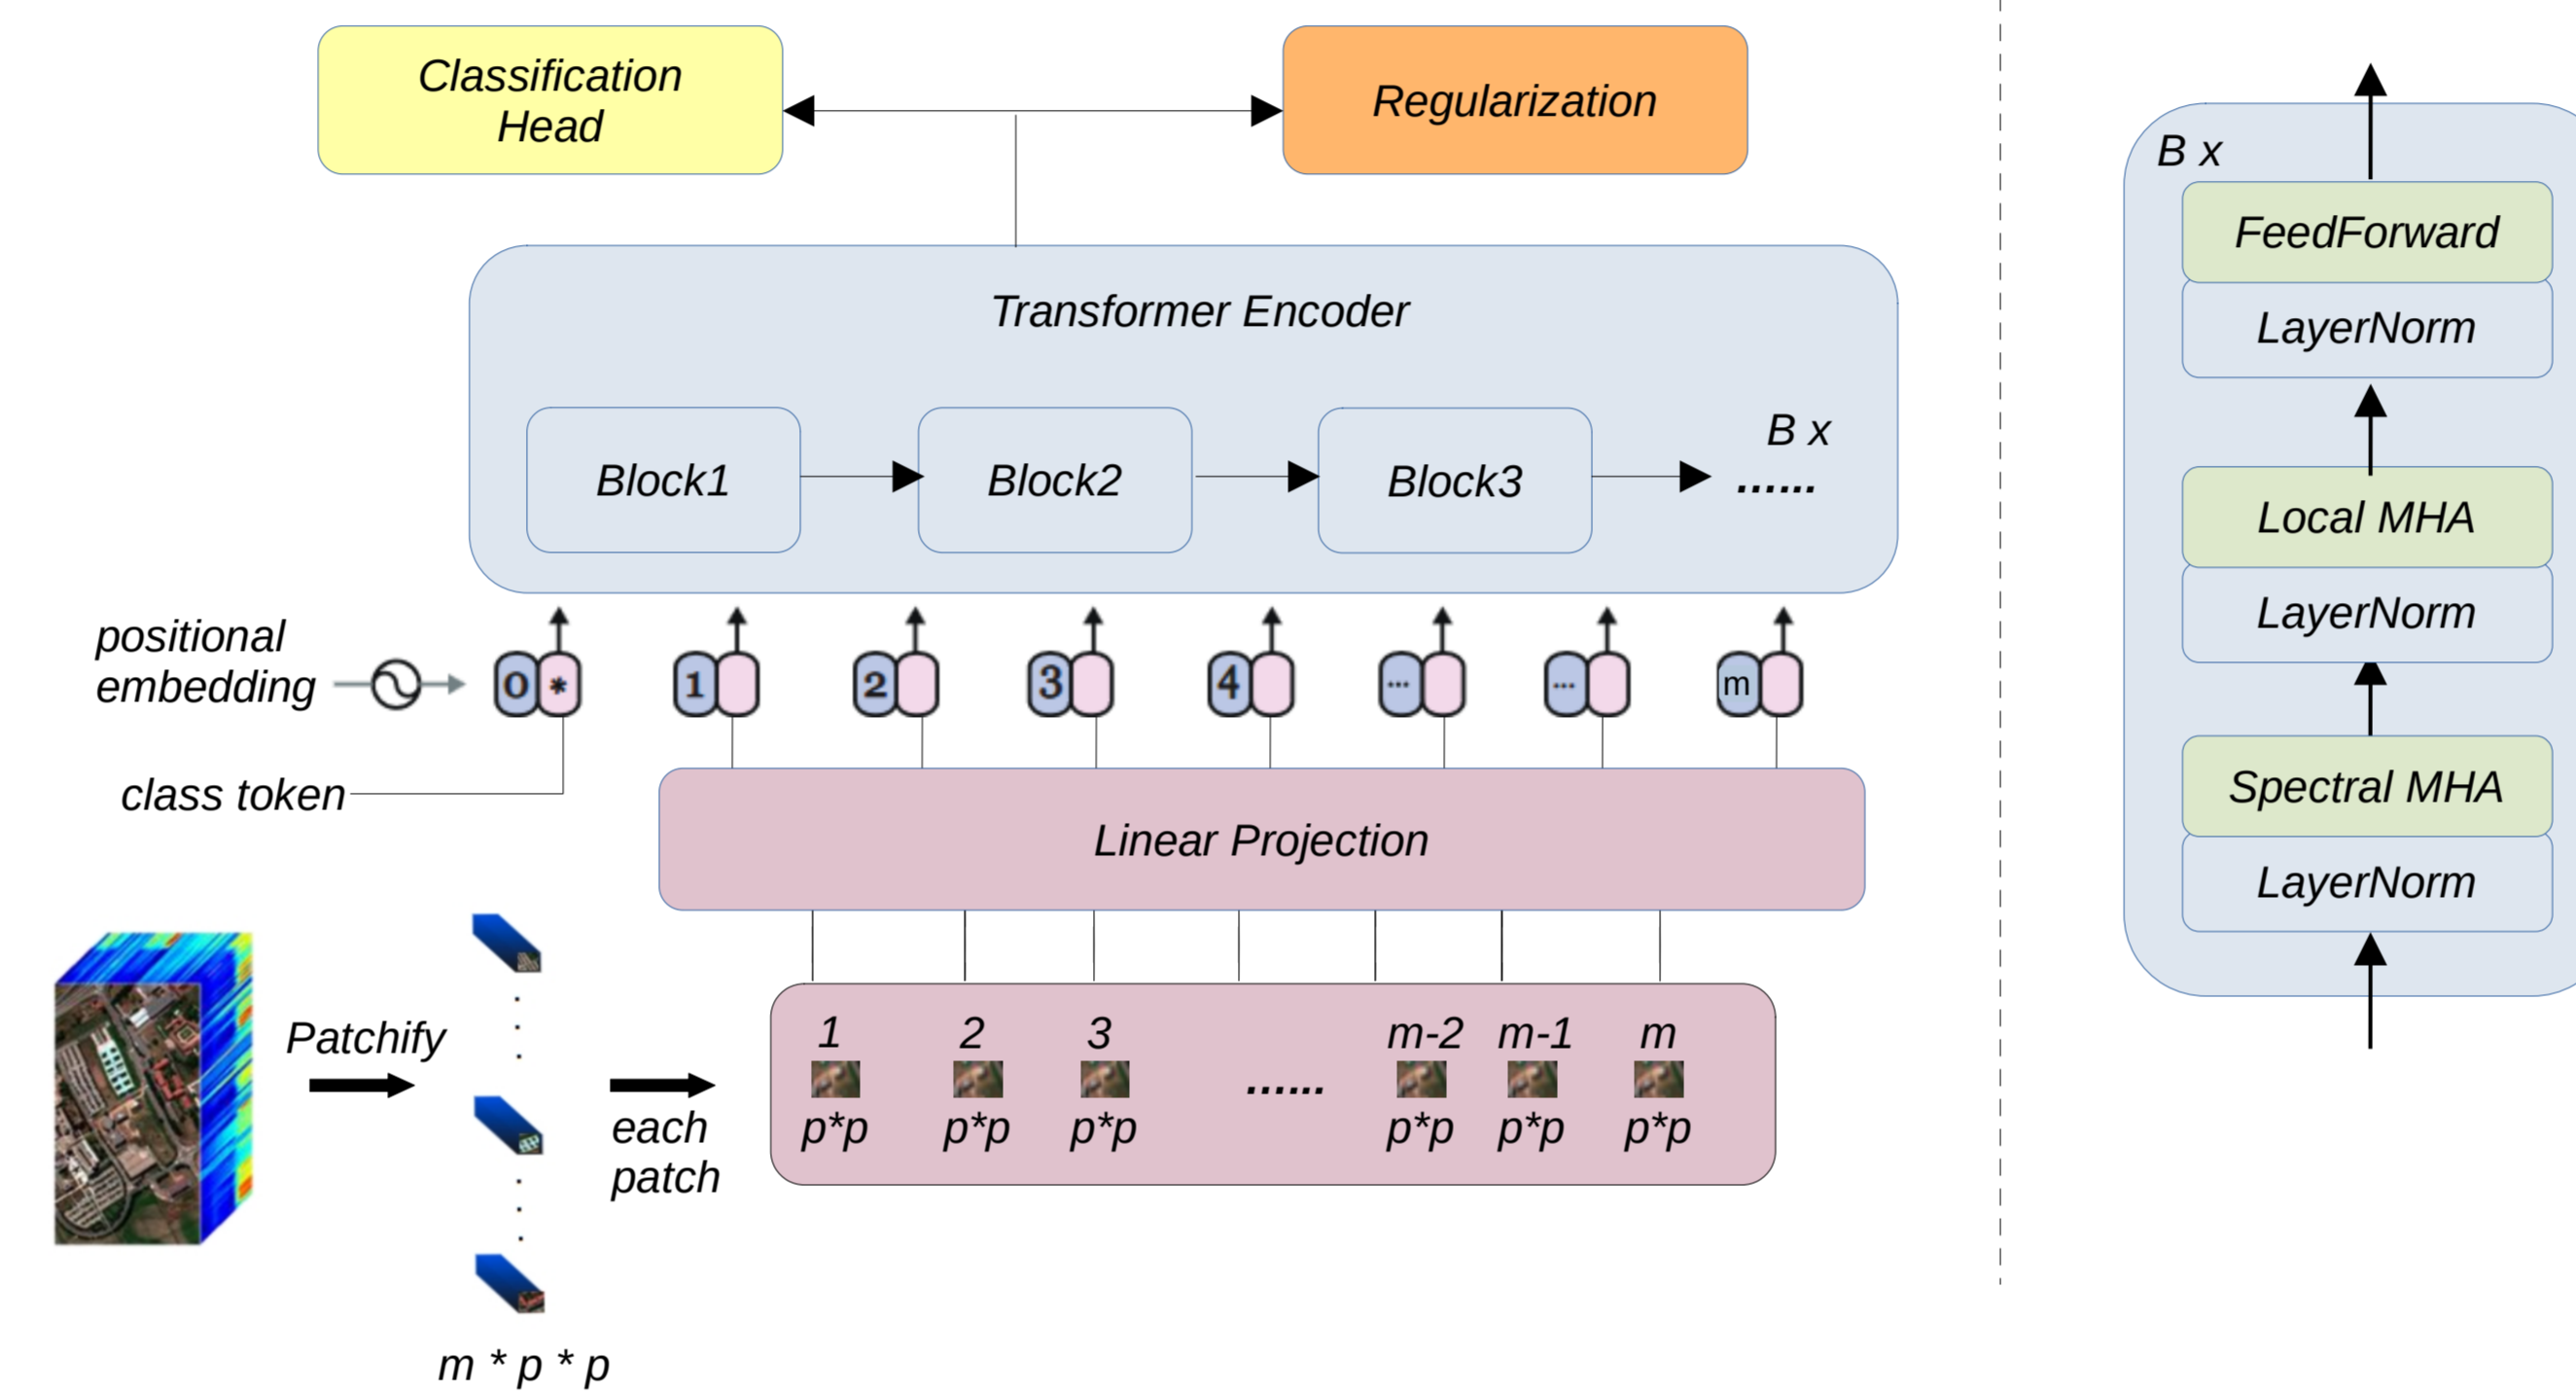 Classification
Head
Regularization
Transformer Encoder
Block1
Block2
Block3
B x
......
positional
embedding
0 *
1
2
3
4
...
...
m
class token
Linear Projection
Patchify
each
patch
1 2 3 ...... m-2 m-1 m
p*p p*p p*p p*p p*p p*p
m * p * p
B x
FeedForward
LayerNorm
Local MHA
LayerNorm
Spectral MHA
LayerNorm